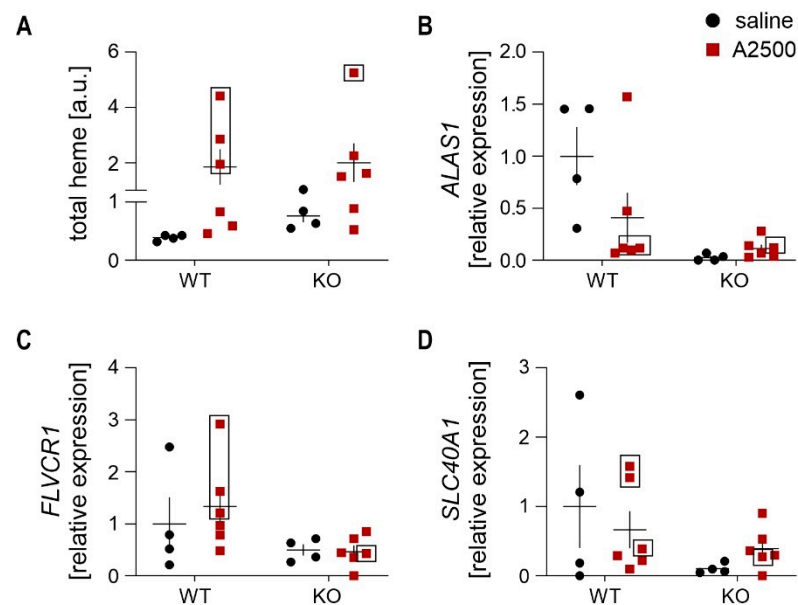 A
total heme [a.u.]
6
4
2
1
0
WT
KO
B
saline
A2500
ALAS1
[relative expression]
2.0
1.5
1.0
0.5
0.0
WT
KO
C
FLVCR1
[relative expression]
4
3
2
1
0
WT
KO
D
SLC40A1
[relative expression]
3
2
1
0
WT
KO